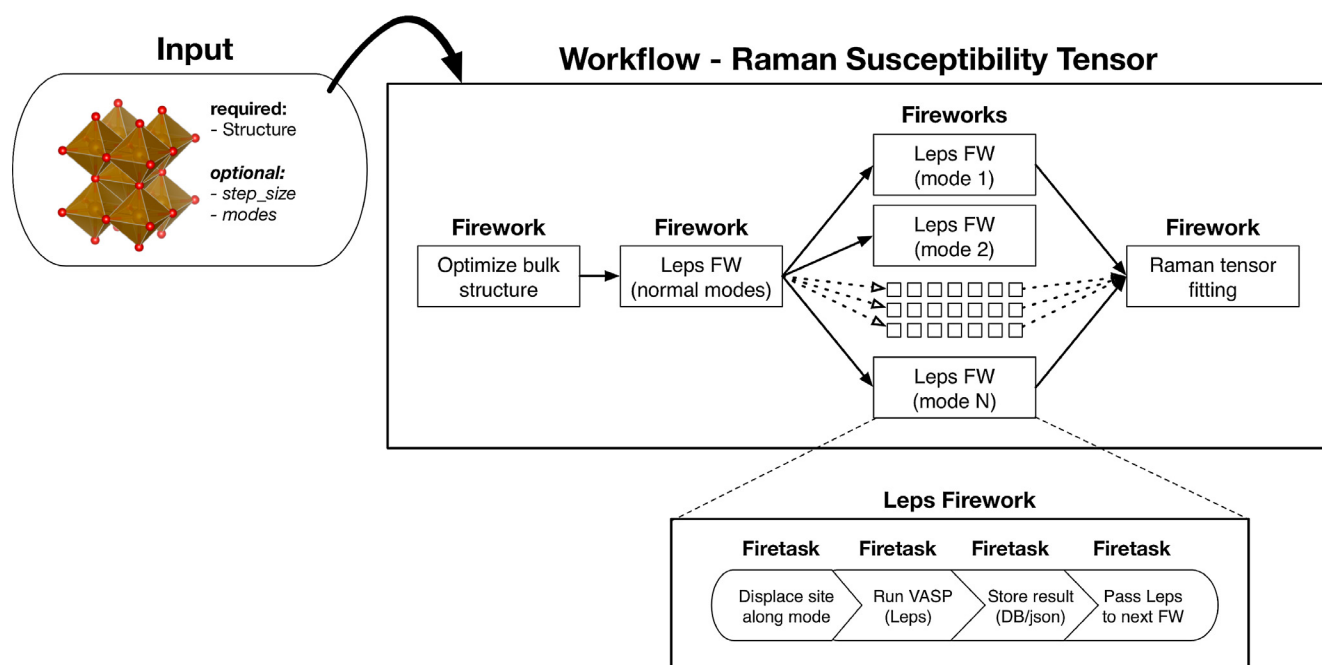 Input
required:
- Structure
optional:
- step_size
- modes
Workflow - Raman Susceptibility Tensor
Firework
Optimize bulk
structure
Firework
Leps FW
(normal modes)
Fireworks
Leps FW
(mode 1)
Leps FW
(mode 2)
Leps FW
(mode N)
Firework
Raman tensor
fitting
Leps Firework
Firetask
Firetask
Firetask
Firetask
Displace site
along mode
Run VASP
(Leps)
Store result
(DB/json)
Pass Leps
to next FW